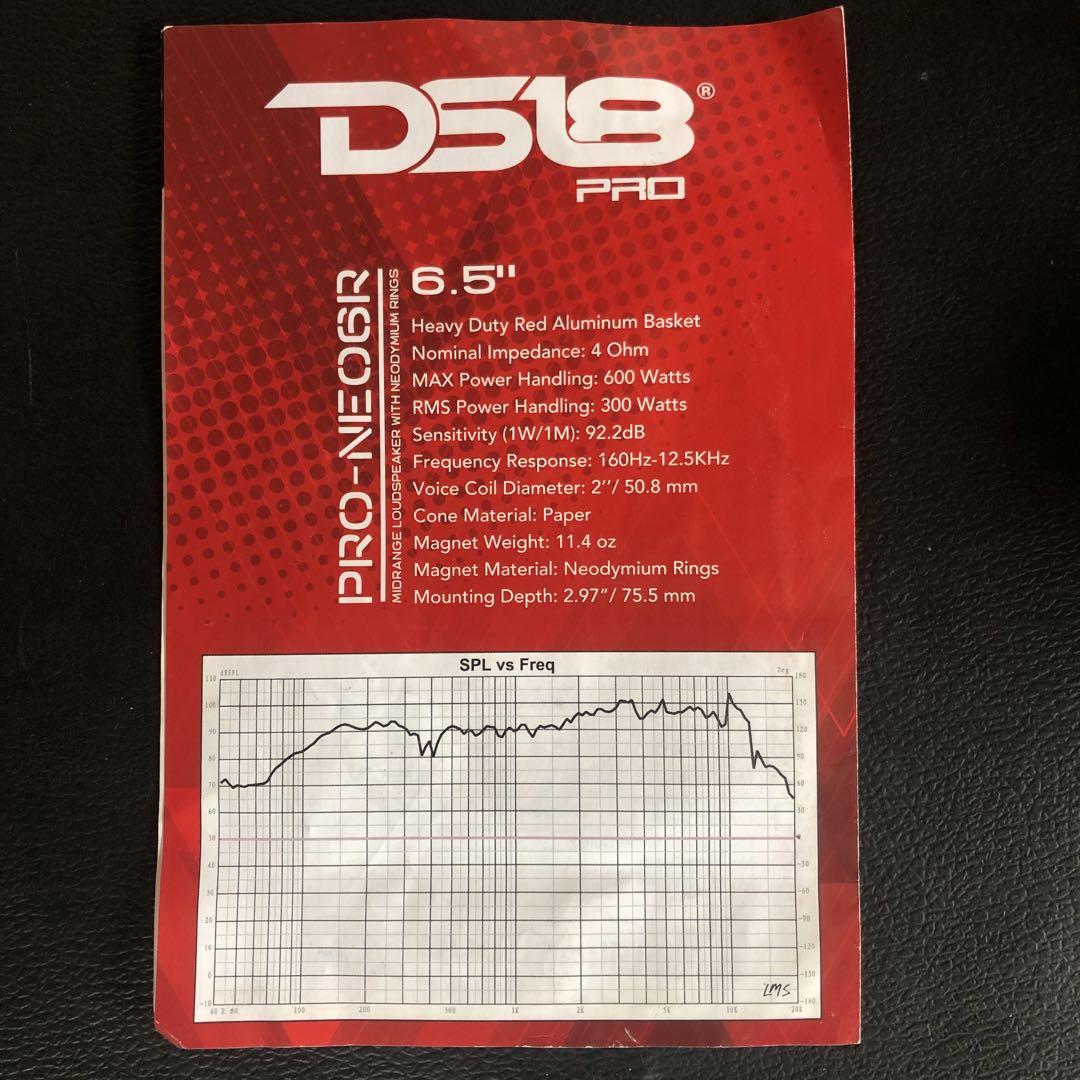 DS18®
PRO
PRO-NEO6R
MIDRANGE LOUDSPEAKER WITH NEODYMIUM RINGS
6.5"
Heavy Duty Red Aluminum Basket
Nominal Impedance: 4 Ohm
MAX Power Handling: 600 Watts
RMS Power Handling: 300 Watts
Sensitivity (1W/1M): 92.2dB
Frequency Response: 160Hz-12.5KHz
Voice Coil Diameter: 2’’/ 50.8 mm
Cone Material: Paper
Magnet Weight: 11.4 oz
Magnet Material: Neodymium Rings
Mounting Depth: 2.97”/ 75.5 mm
SPL vs Freq
dBSPL
Deg
110
100
90
80
70
60
50
40
30
20
10
0
-10
180
150
120
90
60
30
-30
-60
-90
-120
-150
-180
LMS
40 100 200 500 1K 2K 5K 10K 20K